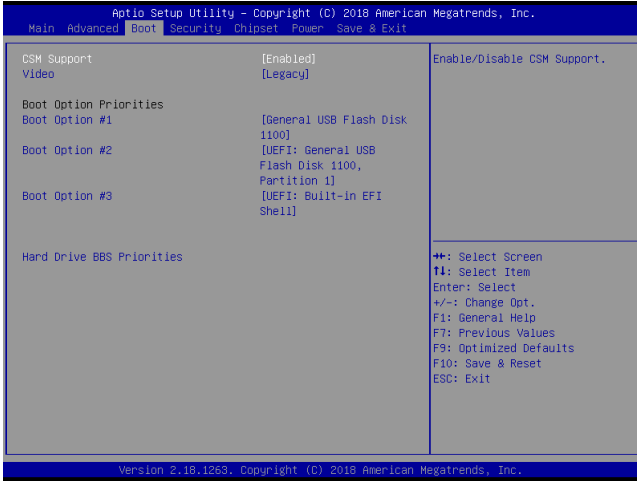 Aptio Setup Utility – Copyright (C) 2018 American Megatrends, Inc.
Main Advanced Boot Security Chipset Power Save & Exit
CSM Support [Enabled]
Video [Legacy]
Boot Option Priorities
Boot Option #1 [General USB Flash Disk
1100]
Boot Option #2 [UEFI: General USB
Flash Disk 1100,
Partition 1]
Boot Option #3 [UEFI: Built-in EFI
Shell]
Hard Drive BBS Priorities
Enable/Disable CSM Support.
→←: Select Screen
↑↓: Select Item
Enter: Select
+/-: Change Opt.
F1: General Help
F7: Previous Values
F9: Optimized Defaults
F10: Save & Reset
ESC: Exit
Version 2.18.1263. Copyright (C) 2018 American Megatrends, Inc.